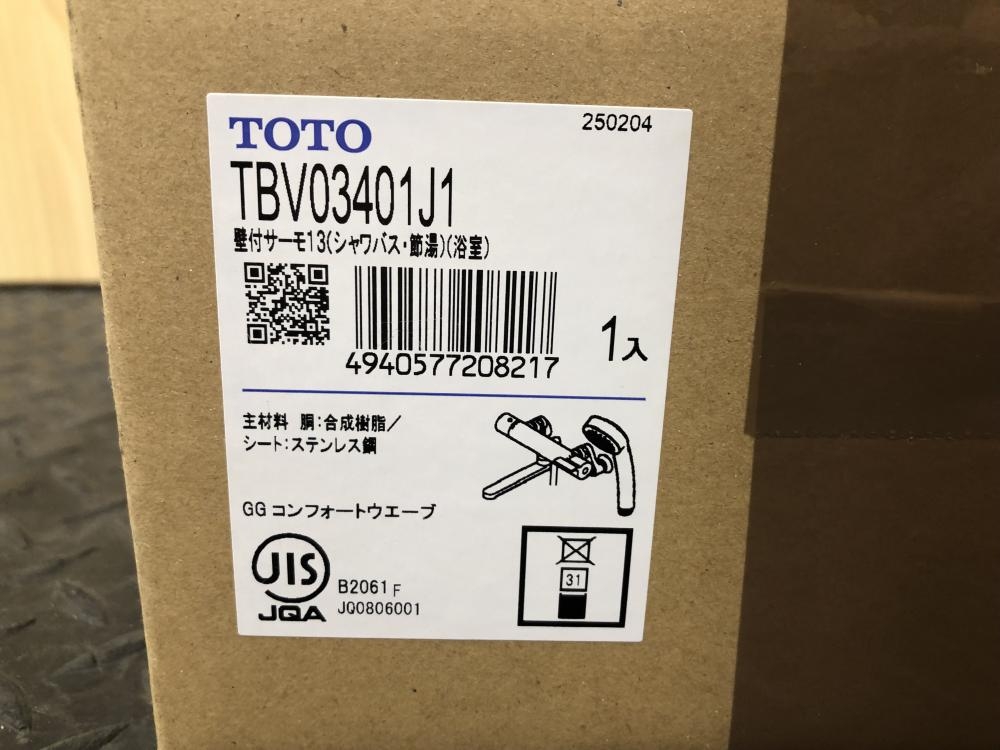 TOTO
250204
TBV03401J1
壁付サーモ13(シャワバス・節湯)(浴室)
4940577208217
1入
主材料 胴:合成樹脂/
シート:ステンレス鋼
GG コンフォートウエーブ
JIS
JQA
B2061 F
JQ0806001
31